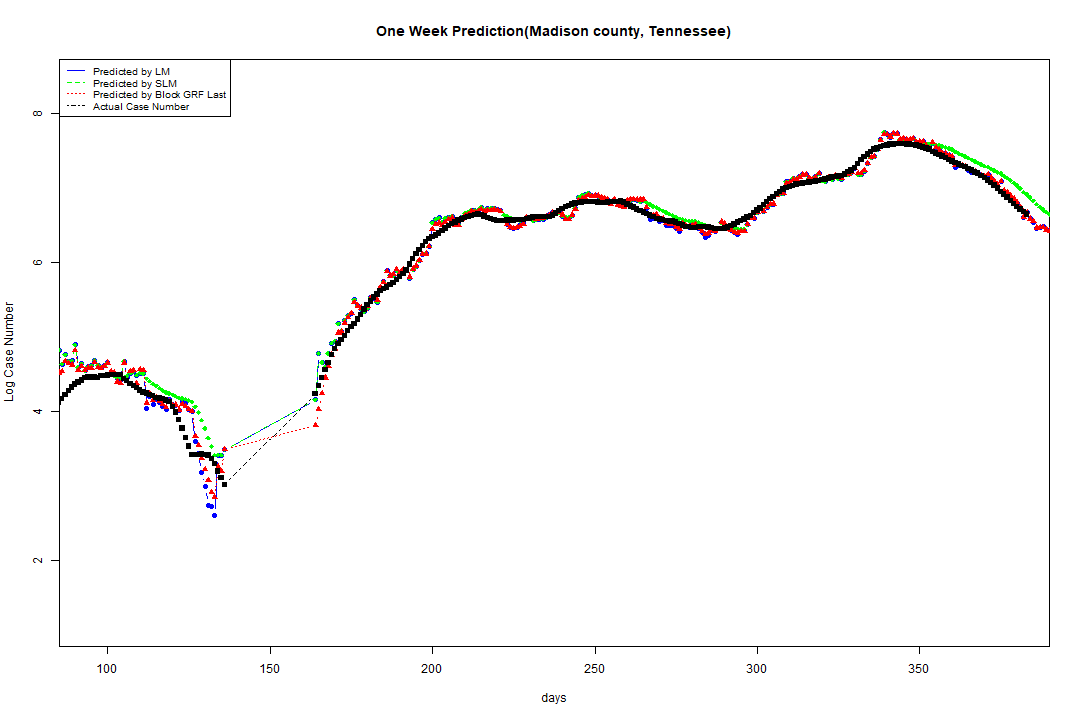 One Week Prediction(Madison county, Tennessee)
Predicted by LM
Predicted by SLM
Predicted by Block GRF Last
Actual Case Number
8
6
4
2
Log Case Number
100 150 200 250 300 350
days